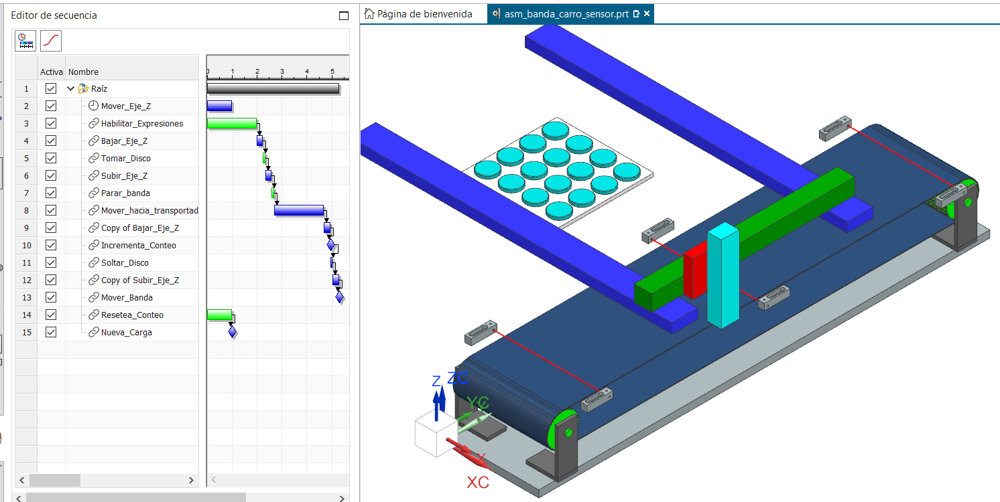 Editor de secuencia
Página de bienvenida
asm_banda_carro_sensor.prt
Activa Nombre
0 1 2 3 4 5
1 Raíz
2 Mover_Eje_Z
3 Habilitar_Expresiones
4 Bajar_Eje_Z
5 Tomar_Disco
6 Subir_Eje_Z
7 Parar_banda
8 Mover_hacia_transportad
9 Copy of Bajar_Eje_Z
10 Incrementa_Conteo
11 Soltar_Disco
12 Copy of Subir_Eje_Z
13 Mover_Banda
14 Resetea_Conteo
15 Nueva_Carga
Z ZC
YC
X
XC